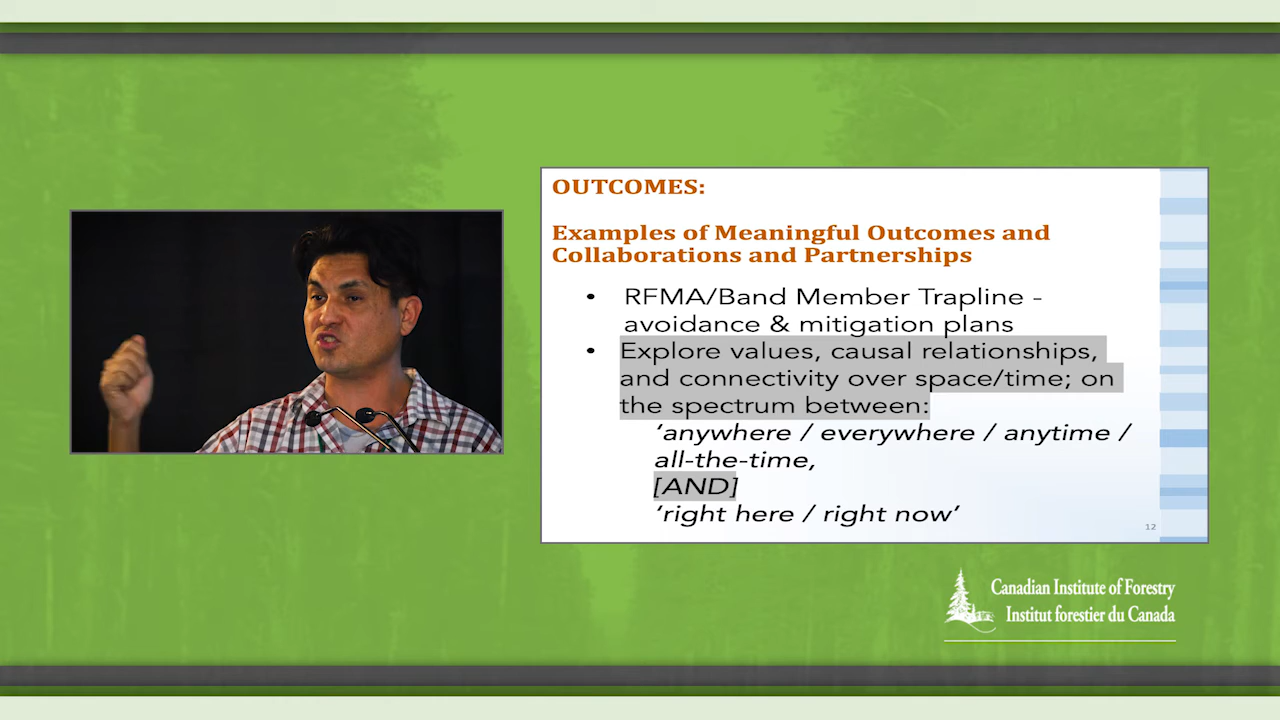 OUTCOMES:
Examples of Meaningful Outcomes and
Collaborations and Partnerships
• RFMA/Band Member Trapline -
avoidance & mitigation plans
• Explore values, causal relationships,
and connectivity over space/time; on
the spectrum between:
‘anywhere / everywhere / anytime /
all-the-time,
[AND]
‘right here / right now’
12
Canadian Institute of Forestry
Institut forestier du Canada